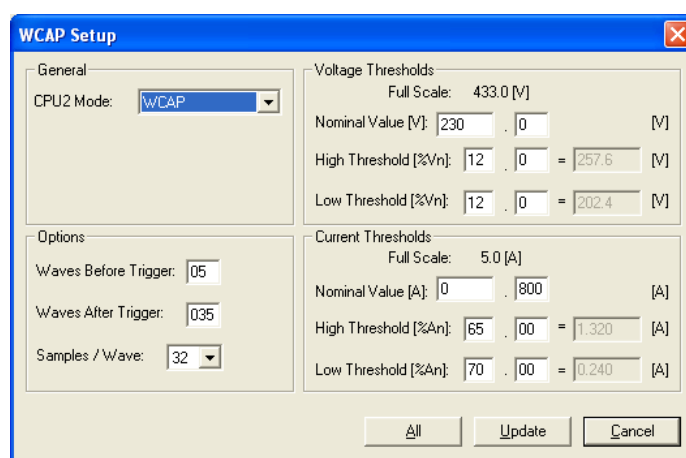 WCAP Setup
General
CPU2 Mode: WCAP
Voltage Thresholds
Full Scale: 433.0 [V]
Nominal Value [V]: 230 . 0 [V]
High Threshold [%Vn]: 12 . 0 = 257.6 [V]
Low Threshold [%Vn]: 12 . 0 = 202.4 [V]
Options
Waves Before Trigger: 05
Waves After Trigger: 035
Samples / Wave: 32
Current Thresholds
Full Scale: 5.0 [A]
Nominal Value [A]: 0 . 800 [A]
High Threshold [%An]: 65 . 00 = 1.320 [A]
Low Threshold [%An]: 70 . 00 = 0.240 [A]
All Update Cancel